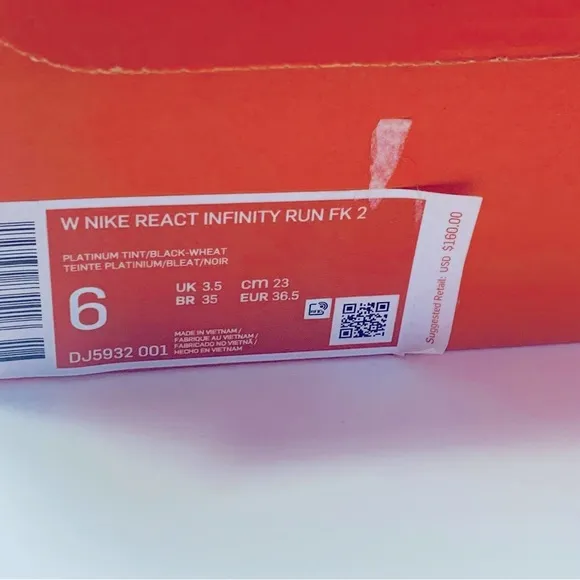 W NIKE REACT INFINITY RUN FK 2
PLATINUM TINT/BLACK-WHEAT
TEINTE PLATINIUM/BLEAT/NOIR
6
UK 3.5 cm 23
BR 35 EUR 36.5
DJ5932 001
MADE IN VIETNAM /
FABRIQUE AU VIETNAM /
FABRICADO NO VIETNÃ /
HECHO EN VIETNAM
Suggested Retail: USD $160.00